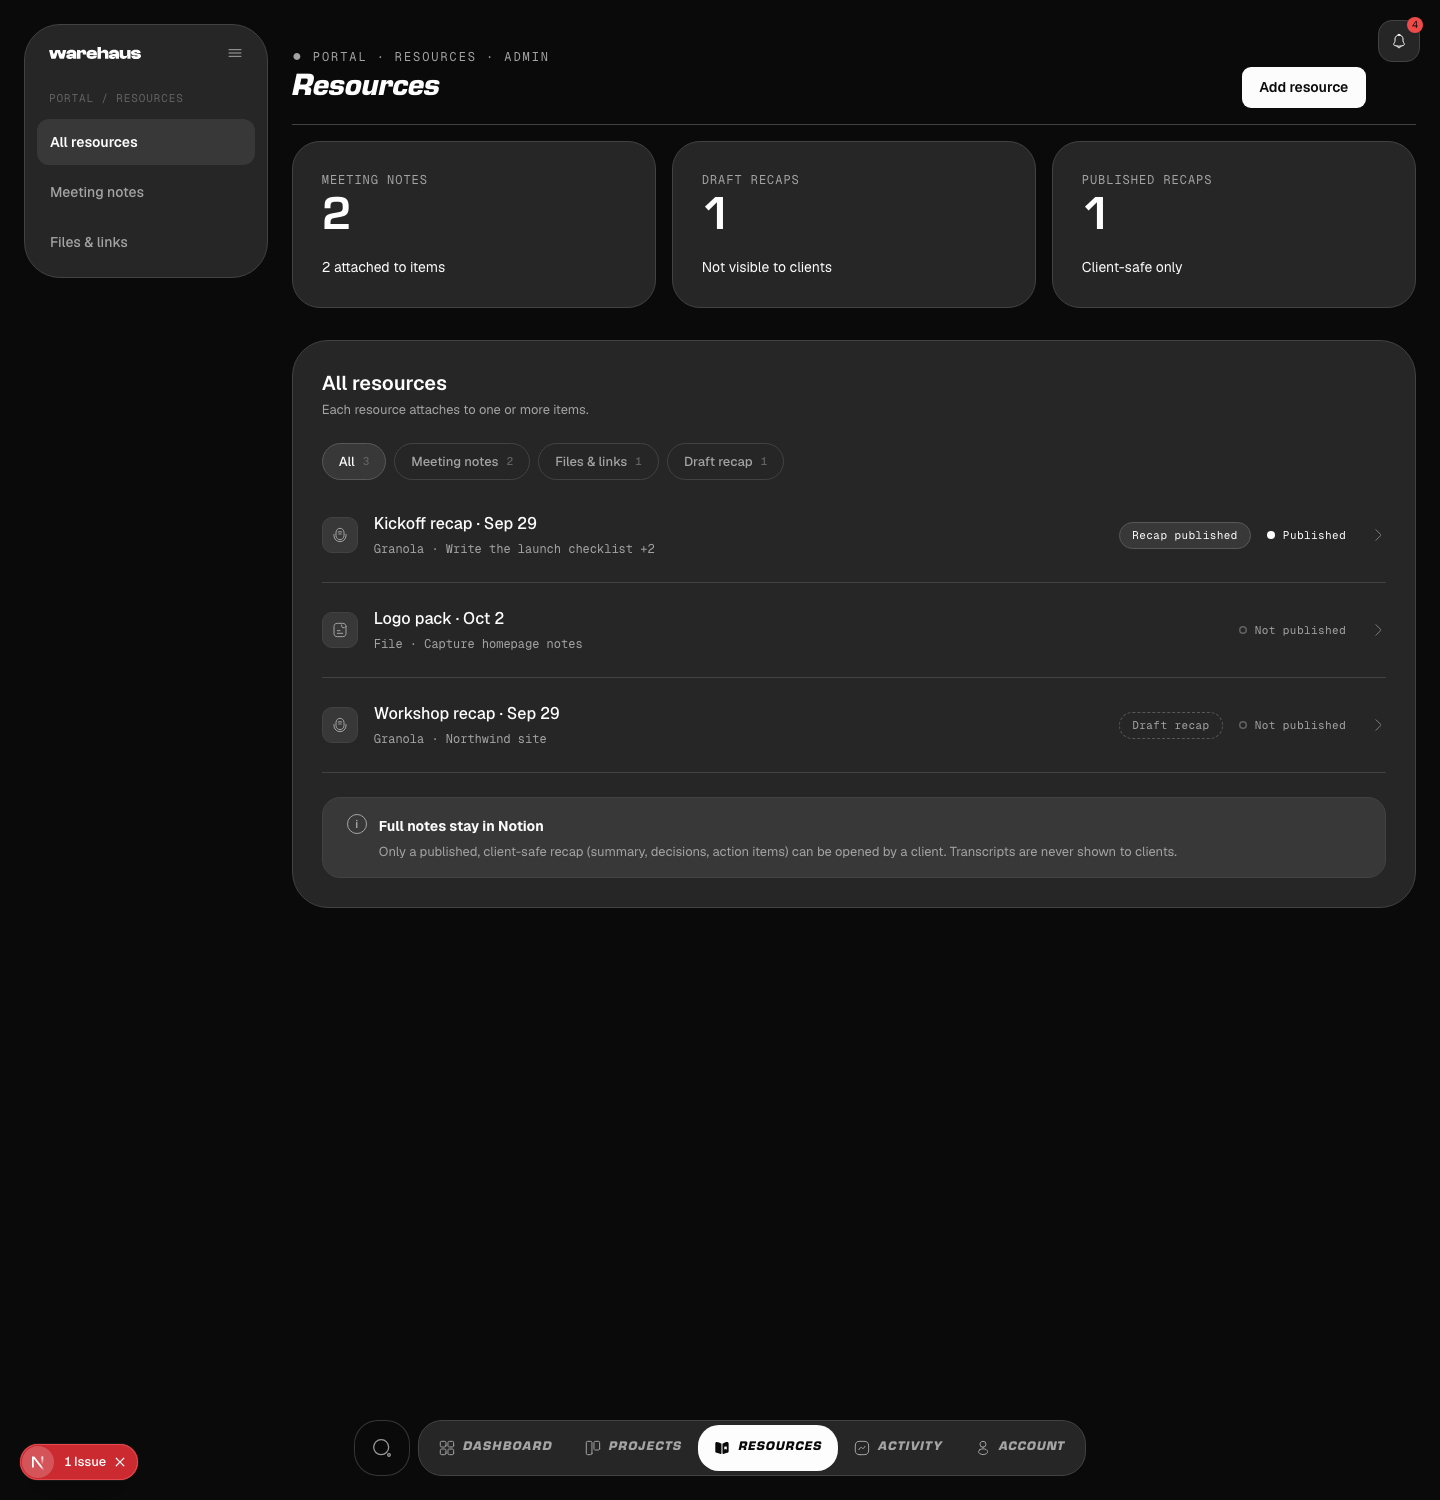 warehaus
PORTAL / RESOURCES
All resources
Meeting notes
Files & links
PORTAL · RESOURCES · ADMIN
Resources
4
Add resource
MEETING NOTES
2
2 attached to items
DRAFT RECAPS
1
Not visible to clients
PUBLISHED RECAPS
1
Client-safe only
All resources
Each resource attaches to one or more items.
All 3
Meeting notes 2
Files & links 1
Draft recap 1
Kickoff recap · Sep 29
Granola · Write the launch checklist +2
Recap published
Published
Logo pack · Oct 2
File · Capture homepage notes
Not published
Workshop recap · Sep 29
Granola · Northwind site
Draft recap
Not published
Full notes stay in Notion
Only a published, client-safe recap (summary, decisions, action items) can be opened by a client. Transcripts are never shown to clients.
N 1 Issue
DASHBOARD
PROJECTS
RESOURCES
ACTIVITY
ACCOUNT